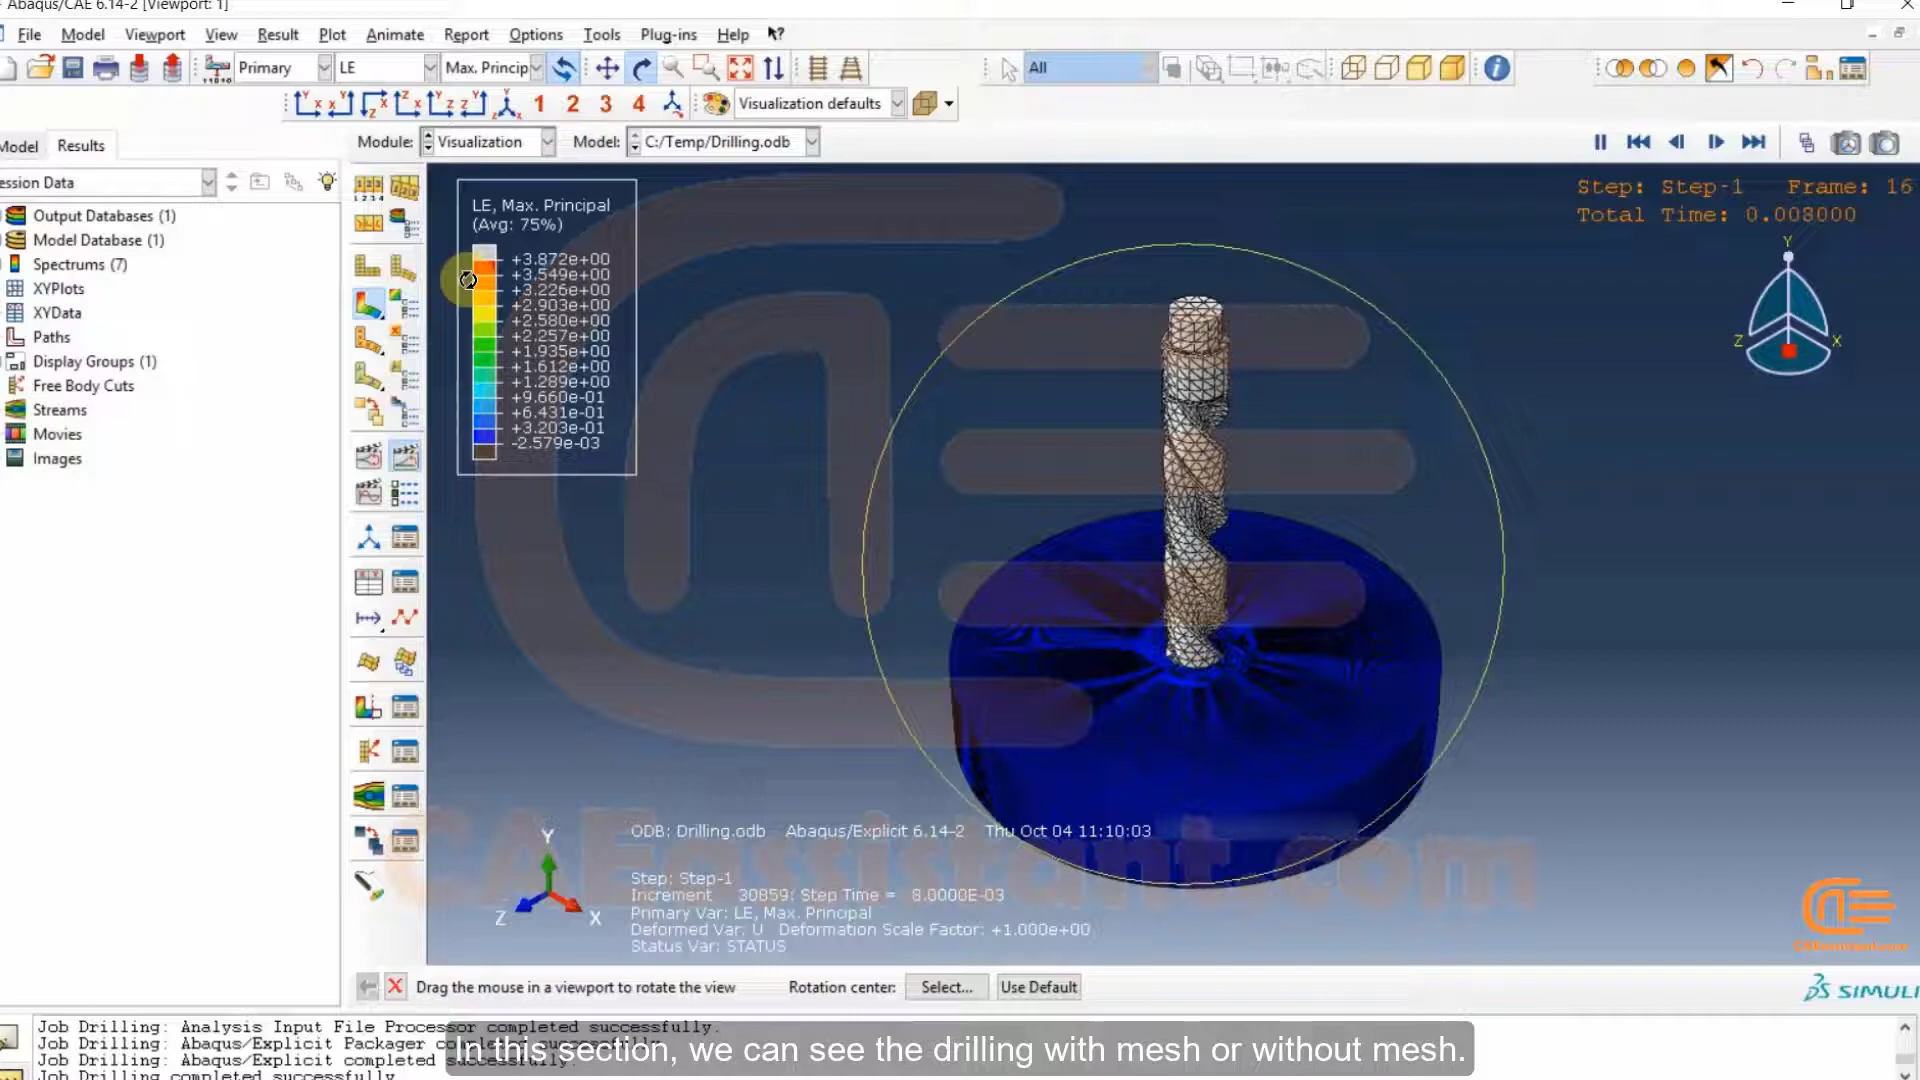 Abaqus/CAE 6.14-2 [Viewport: 1]
File Model Viewport View Result Plot Animate Report Options Tools Plug-ins Help
Primary LE Max. Princip All
1 2 3 4 Visualization defaults
Module: Visualization Model: C:/Temp/Drilling.odb
Model Results
ession Data
Output Databases (1)
Model Database (1)
Spectrums (7)
XYPlots
XYData
Paths
Display Groups (1)
Free Body Cuts
Streams
Movies
Images
LE, Max. Principal
(Avg: 75%)
+3.872e+00
+3.549e+00
+3.226e+00
+2.903e+00
+2.580e+00
+2.257e+00
+1.935e+00
+1.612e+00
+1.289e+00
+9.660e-01
+6.431e-01
+3.203e-01
-2.579e-03
Step: Step-1 Frame: 16
Total Time: 0.008000
Y
Z X
CAEassistant.com
ODB: Drilling.odb Abaqus/Explicit 6.14-2 Thu Oct 04 11:10:03
Y
Z X
Step: Step-1
Increment 30859: Step Time = 8.0000E-03
Primary Var: LE, Max. Principal
Deformed Var: U Deformation Scale Factor: +1.000e+00
Status Var: STATUS
CAEassistant.com
Drag the mouse in a viewport to rotate the view Rotation center: Select... Use Default
SIMULI
Job Drilling: Analysis Input File Processor completed successfully.
Job Drilling: Abaqus/Explicit Packager completed successfully.
Job Drilling: Abaqus/Explicit completed successfully.
Job Drilling completed successfully.
In this section, we can see the drilling with mesh or without mesh.